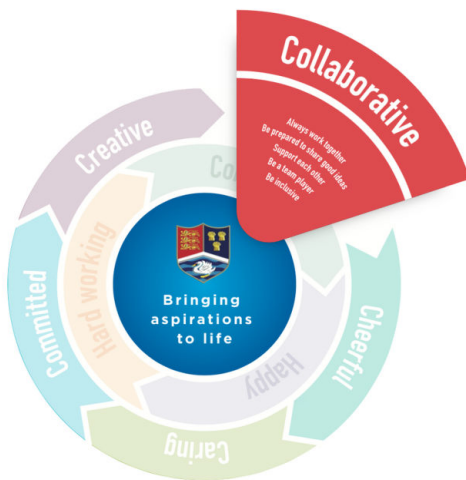 Collaborative
Always work together
Be prepared to share good ideas
Support each other
Be a team player
Be inclusive
Creative
Hard working
Committed
Bringing
aspirations
to life
Happy
Cheerful
Caring